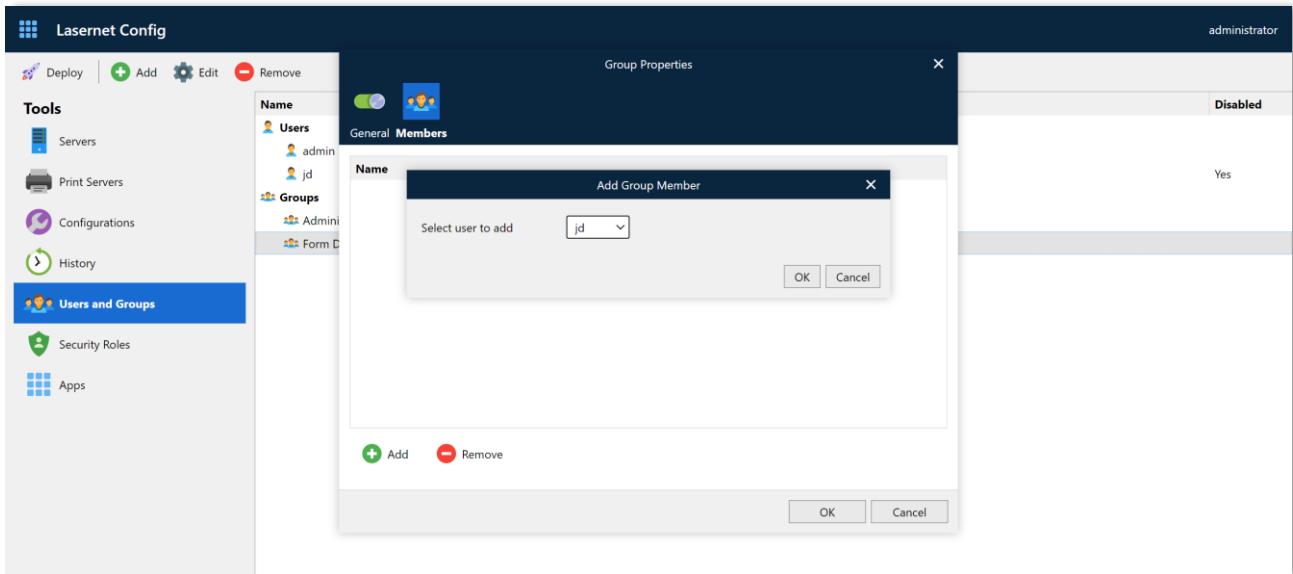 Lasernet Config
administrator
Deploy Add Edit Remove
Group Properties
General Members
Tools
Servers
Print Servers
Configurations
History
Users and Groups
Security Roles
Apps
Name Disabled
Users
admin
jd Yes
Groups
Admini
Form D
Name
Add Group Member
Select user to add jd
OK Cancel
Add Remove
OK Cancel